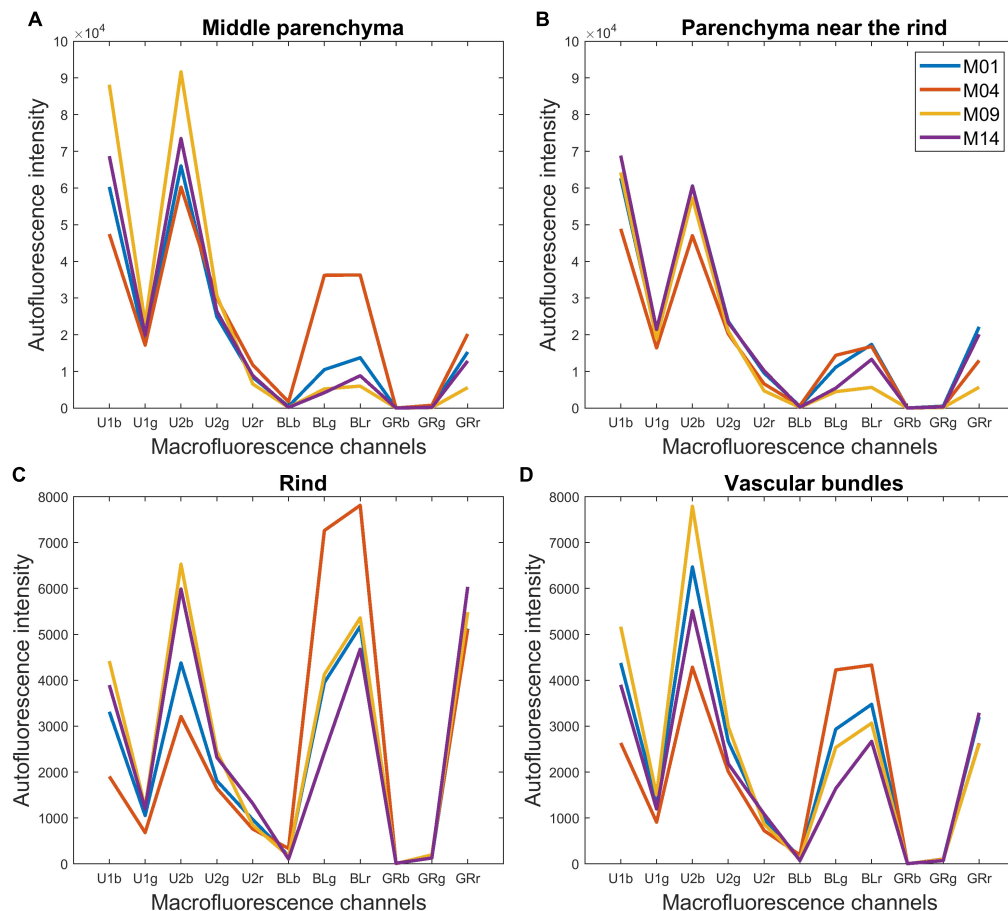 A
Middle parenchyma
×10⁴
10
9
8
7
6
5
4
3
2
1
0
Autofluorescence intensity
U1b U1g U2b U2g U2r BLb BLg BLr GRb GRg GRr
Macrofluorescence channels
B
Parenchyma near the rind
×10⁴
10
9
8
7
6
5
4
3
2
1
0
Autofluorescence intensity
M01
M04
M09
M14
U1b U1g U2b U2g U2r BLb BLg BLr GRb GRg GRr
Macrofluorescence channels
C
Rind
8000
7000
6000
5000
4000
3000
2000
1000
0
Autofluorescence intensity
U1b U1g U2b U2g U2r BLb BLg BLr GRb GRg GRr
Macrofluorescence channels
D
Vascular bundles
8000
7000
6000
5000
4000
3000
2000
1000
0
Autofluorescence intensity
U1b U1g U2b U2g U2r BLb BLg BLr GRb GRg GRr
Macrofluorescence channels